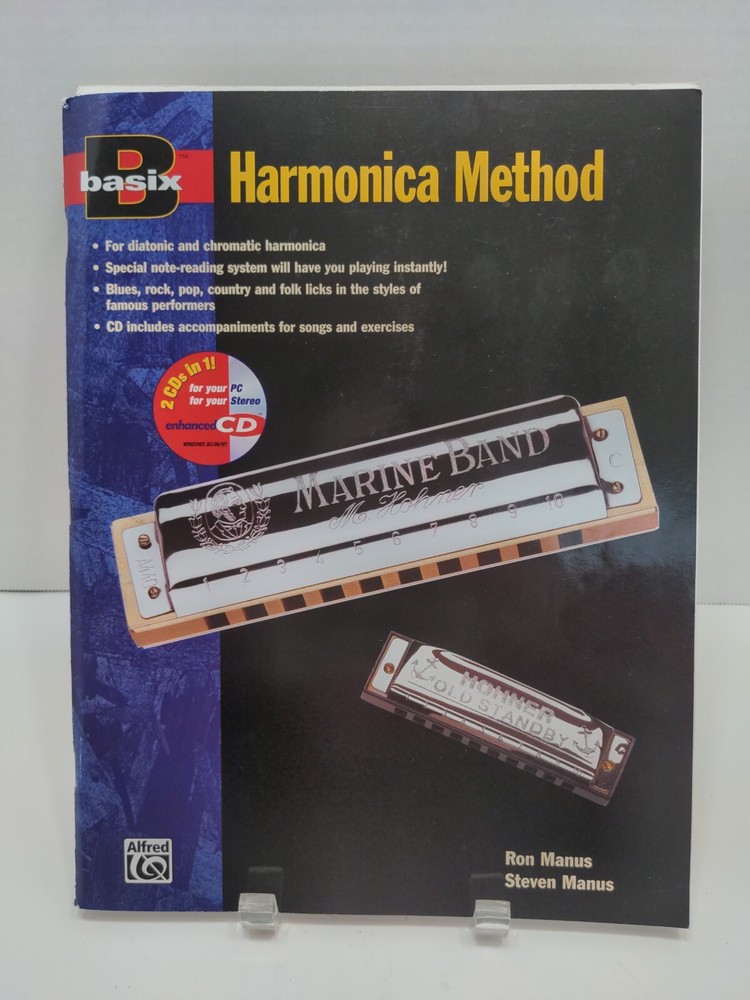 B™
basix
Harmonica Method
• For diatonic and chromatic harmonica
• Special note-reading system will have you playing instantly!
• Blues, rock, pop, country and folk licks in the styles of
famous performers
• CD includes accompaniments for songs and exercises
2 CDs in 1!
for your PC
for your Stereo
enhanced CD
MARINE BAND
M. Hohner
1 2 3 4 5 6 7 8 9 10
C
HOHNER
OLD STANDBY
C
Alfred
Ron Manus
Steven Manus